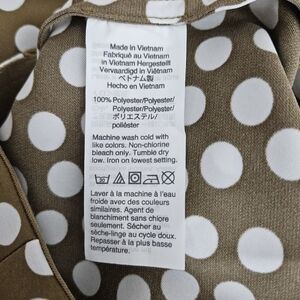 Made in Vietnam
Fabriqué au Vietnam
in Vietnam Hergestellt
Vervaardigd in Vietnam
ベトナム製
Hecho en Vietnam
100% Polyester/Polyester/
Polyester/Polyester/
ポリエステル/
poliéster
Machine wash cold with
like colors. Non-chlorine
bleach only. Tumble dry
low. Iron on lowest setting.
Laver à la machine à l'eau
froide avec des couleurs
similaires. Agent de
blanchiment sans chlore
seulement. Sécher au
sèche-linge au cycle doux.
Repasser à la plus basse
température.